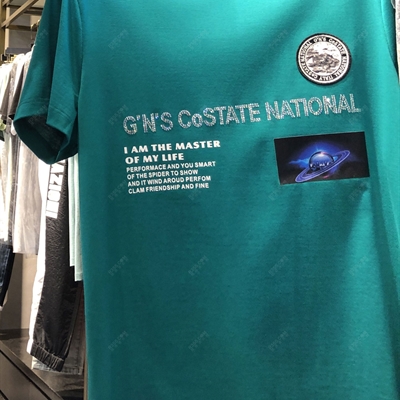 G'N'S CoSTATE NATIONAL
I AM THE MASTER
OF MY LIFE
PERFORMACE AND YOU SMART
OF THE SPIDER TO SHOW
AND IT WIND AROUD PERFOM
CLAM FRIENDSHIP AND FINE